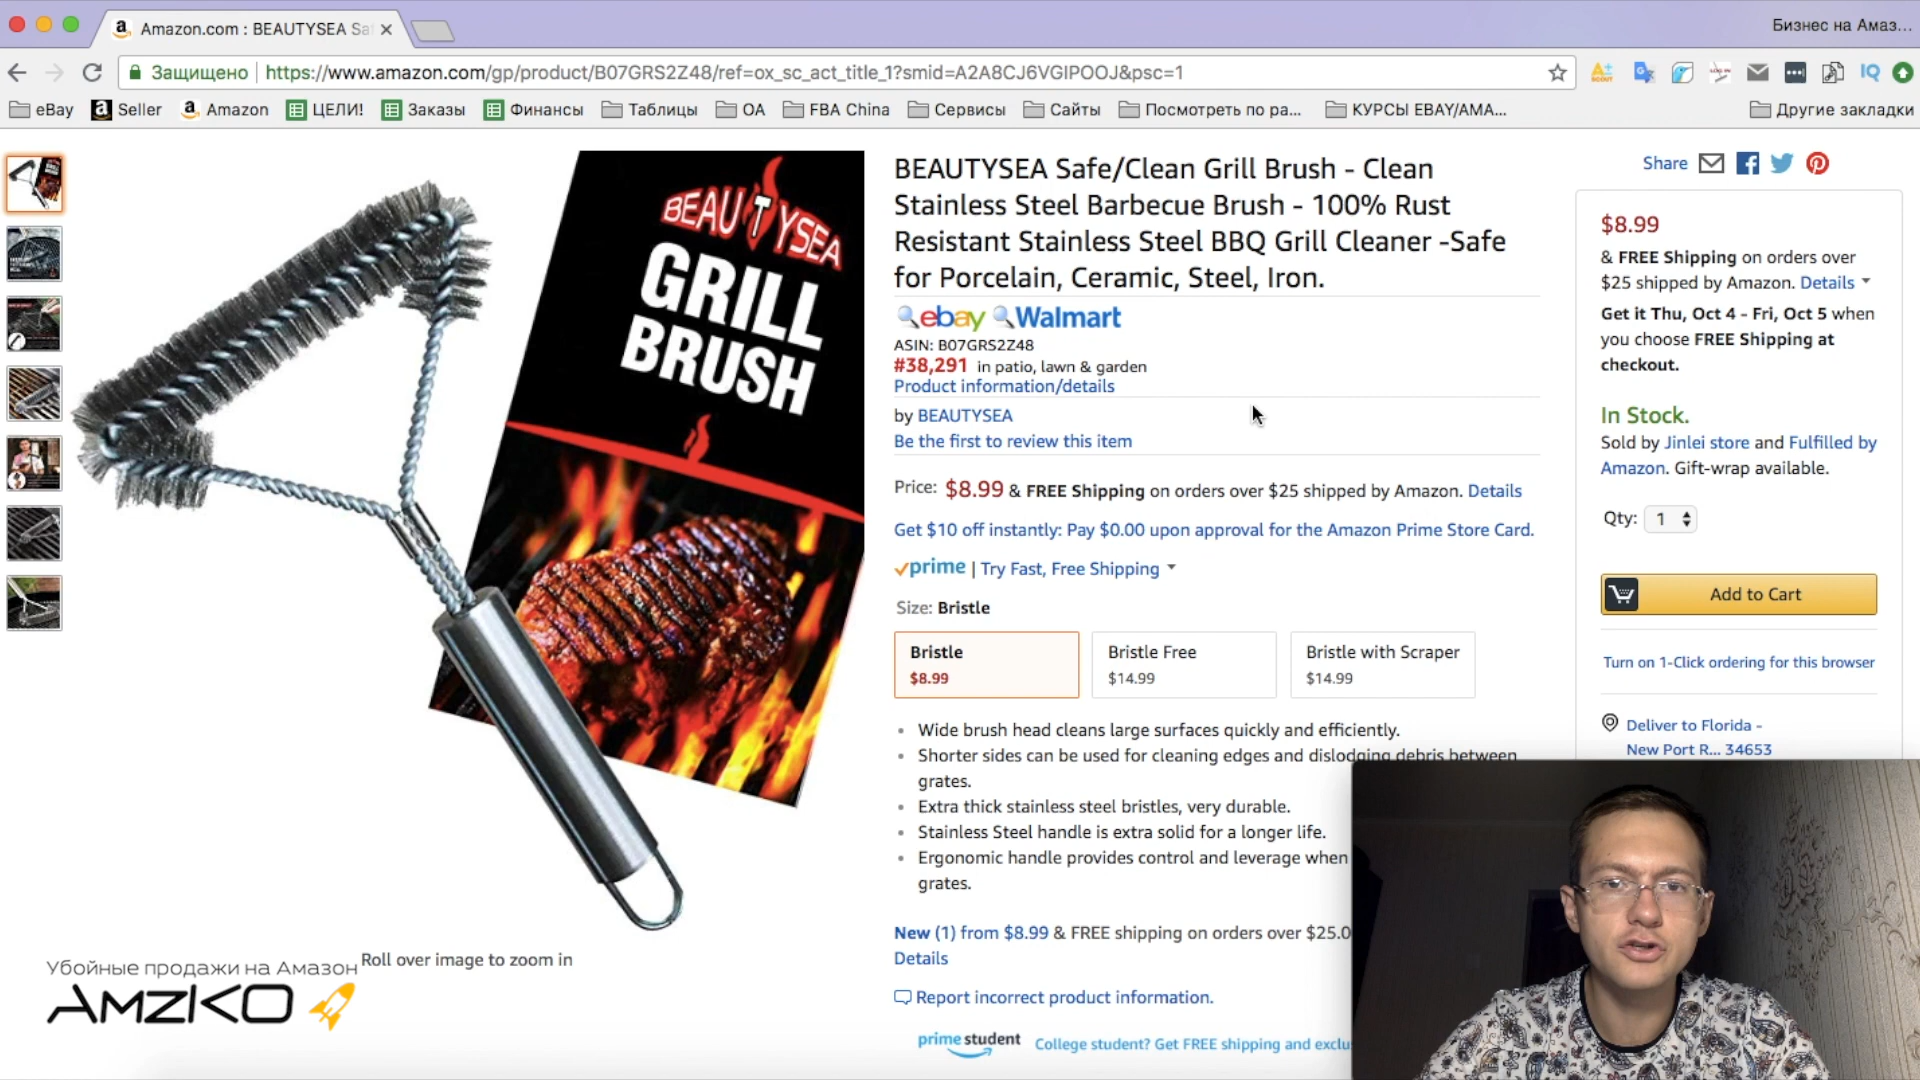 Amazon.com : BEAUTYSEA Sa
Бизнес на Амаз...
Защищено
https://www.amazon.com/gp/product/B07GRS2Z48/ref=ox_sc_act_title_1?smid=A2A8CJ6VGIPOOJ&psc=1
eBay
Seller
Amazon
ЦЕЛИ!
Заказы
Финансы
Таблицы
OA
FBA China
Сервисы
Сайты
Посмотреть по ра...
КУРСЫ EBAY/AMA...
Другие закладки
BEAUTYSEA
GRILL
BRUSH
BEAUTYSEA Safe/Clean Grill Brush - Clean
Stainless Steel Barbecue Brush - 100% Rust
Resistant Stainless Steel BBQ Grill Cleaner -Safe
for Porcelain, Ceramic, Steel, Iron.
ebay Walmart
ASIN: B07GRS2Z48
#38,291 in patio, lawn & garden
Product information/details
by BEAUTYSEA
Be the first to review this item
Price: $8.99 & FREE Shipping on orders over $25 shipped by Amazon. Details
Get $10 off instantly: Pay $0.00 upon approval for the Amazon Prime Store Card.
prime | Try Fast, Free Shipping
Size: Bristle
Bristle
$8.99
Bristle Free
$14.99
Bristle with Scraper
$14.99
Wide brush head cleans large surfaces quickly and efficiently.
Shorter sides can be used for cleaning edges and dislodging debris between
grates.
Extra thick stainless steel bristles, very durable.
Stainless Steel handle is extra solid for a longer life.
Ergonomic handle provides control and leverage when
grates.
New (1) from $8.99 & FREE shipping on orders over $25.0
Details
Report incorrect product information.
prime student
College student? Get FREE shipping and exclu
Share
$8.99
& FREE Shipping on orders over
$25 shipped by Amazon. Details
Get it Thu, Oct 4 - Fri, Oct 5 when
you choose FREE Shipping at
checkout.
In Stock.
Sold by Jinlei store and Fulfilled by
Amazon. Gift-wrap available.
Qty: 1
Add to Cart
Turn on 1-Click ordering for this browser
Deliver to Florida -
New Port R... 34653
Roll over image to zoom in
Убойные продажи на Амазон
AMZKO